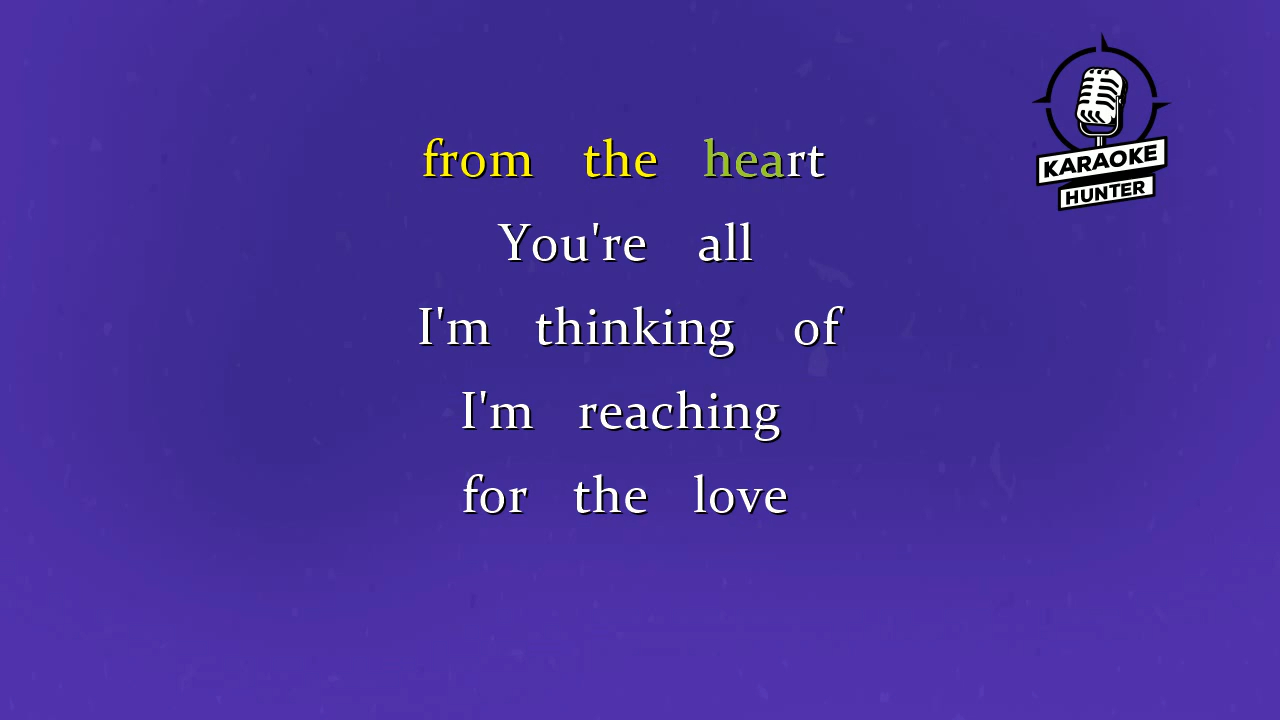 from the heart
You're all
I'm thinking of
I'm reaching
for the love
KARAOKE
HUNTER